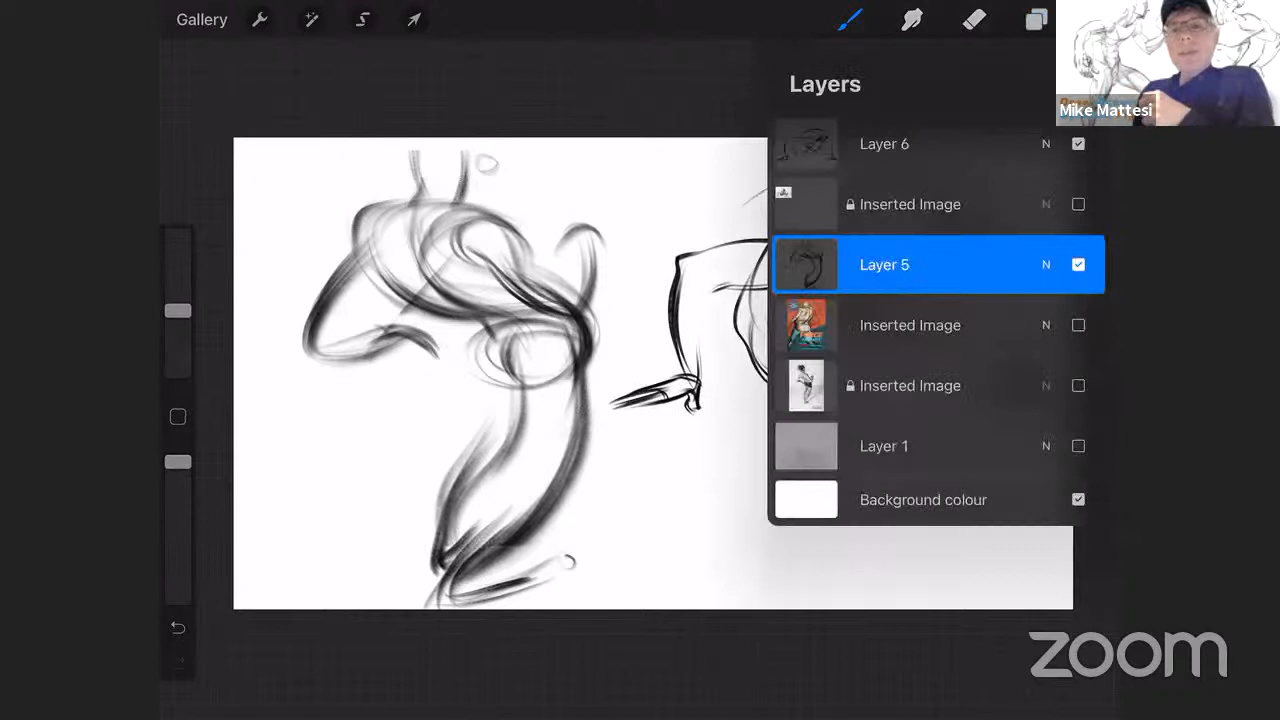 Gallery
Mike Mattesi
Layers
Layer 6 N
Inserted Image N
Layer 5 N
Inserted Image N
Inserted Image N
Layer 1 N
Background colour
zoom